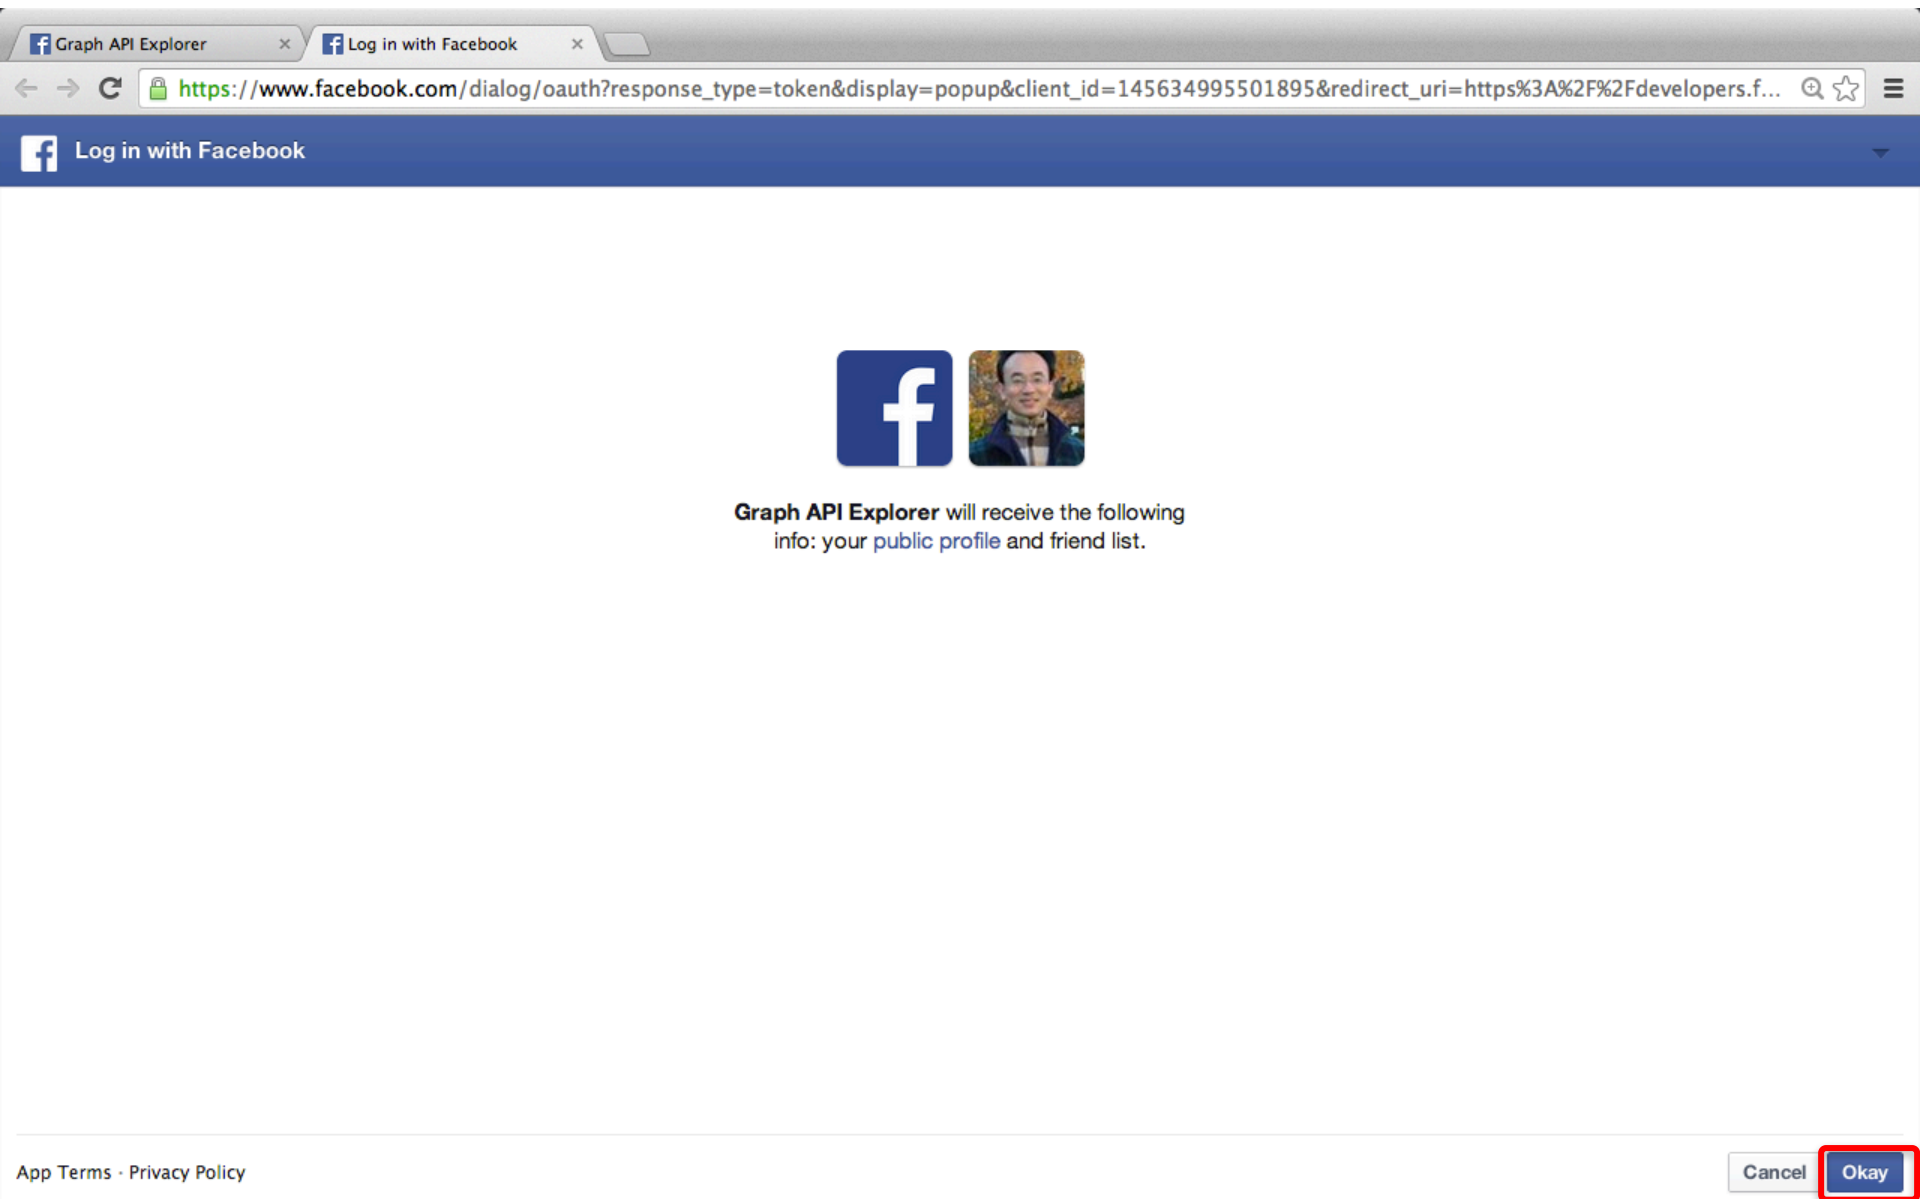 Graph API Explorer
Log in with Facebook
https://www.facebook.com/dialog/oauth?response_type=token&display=popup&client_id=145634995501895&redirect_uri=https%3A%2F%2Fdevelopers.f...
Log in with Facebook
Graph API Explorer will receive the following
info: your public profile and friend list.
App Terms · Privacy Policy
Cancel
Okay